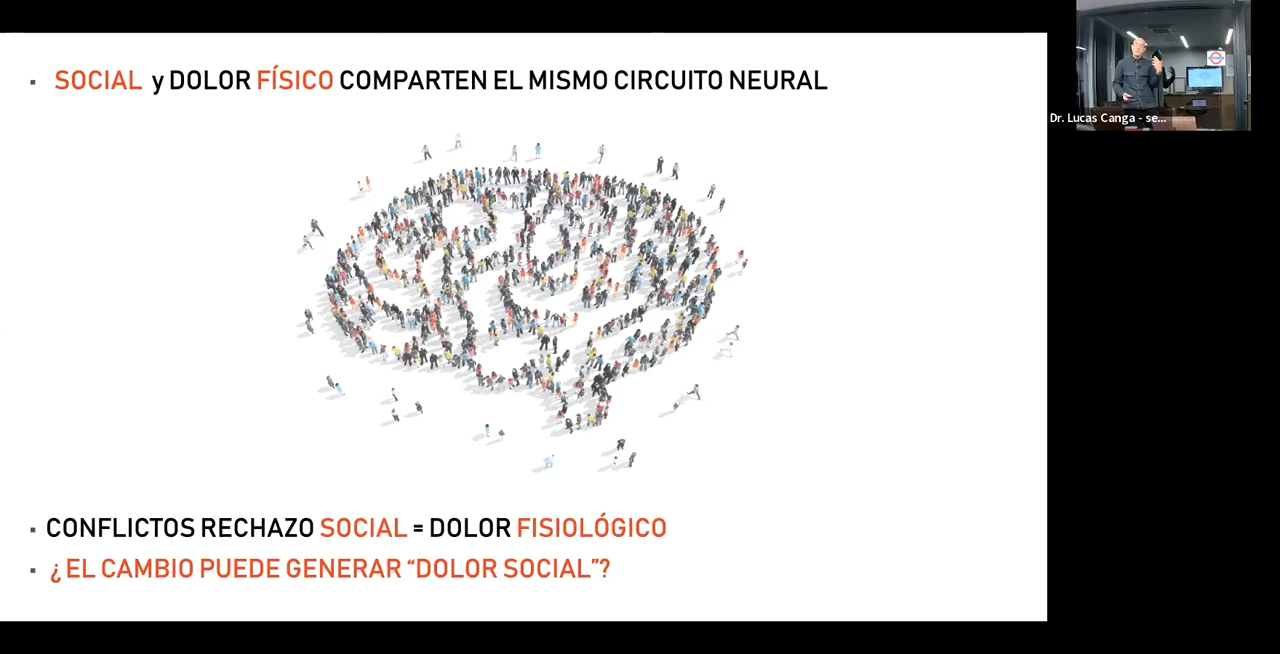 SOCIAL y DOLOR FÍSICO COMPARTEN EL MISMO CIRCUITO NEURAL
Dr. Lucas Canga - se...
CONFLICTOS RECHAZO SOCIAL = DOLOR FISIOLÓGICO
¿ EL CAMBIO PUEDE GENERAR “DOLOR SOCIAL”?